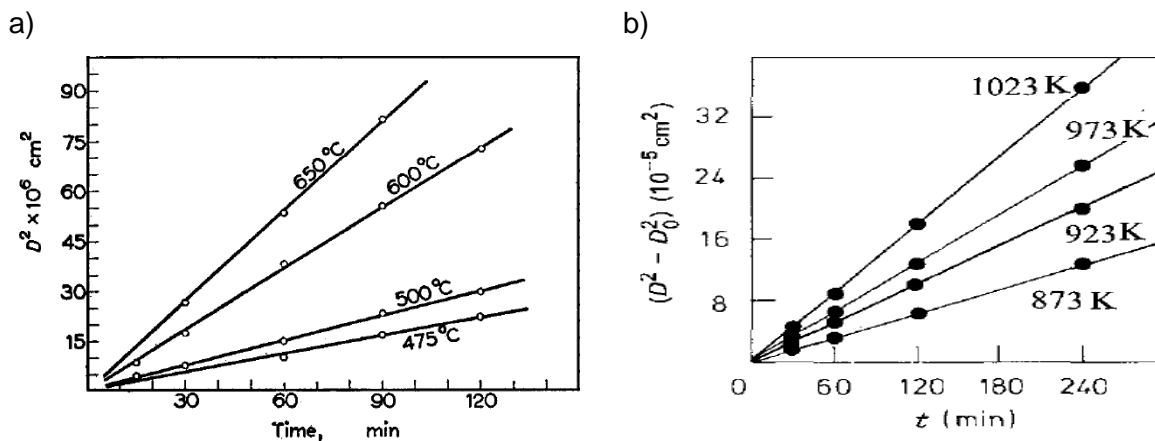 a)
D² ×10⁶ cm²
90
75
60
45
30
15
650°C
600°C
500°C
475°C
30 60 90 120
Time, min
b)
(D² – D₀²) (10⁻⁵ cm²)
32
24
16
8
1023 K
973 K
923 K
873 K
0 60 120 180 240
t (min)